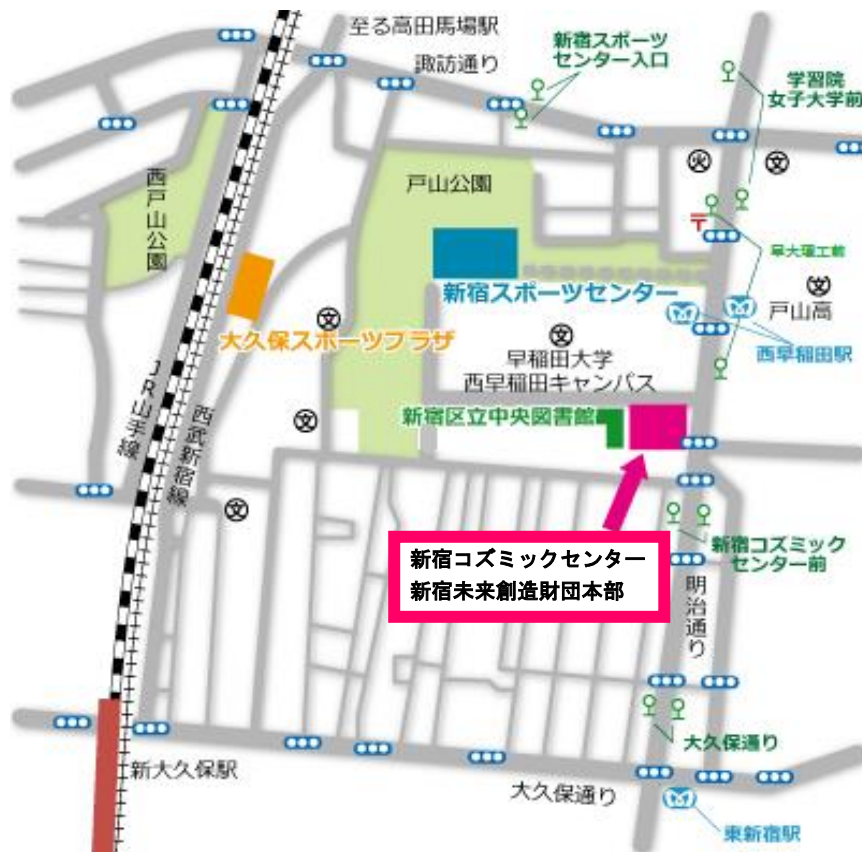 至る高田馬場駅
諏訪通り
新宿スポーツ
センター入口
学習院
女子大学前
文
文
西戸山公園
戸山公園
〒
早大理工前
新宿スポーツセンター
文
戸山高
文
大久保スポーツプラザ
文
早稲田大学
西早稲田キャンパス
西早稲田駅
JR山手線
西武新宿線
文
新宿区立中央図書館
文
新宿コズミックセンター
新宿未来創造財団本部
新宿コズミック
センター前
明治通り
大久保通り
新大久保駅
大久保通り
東新宿駅